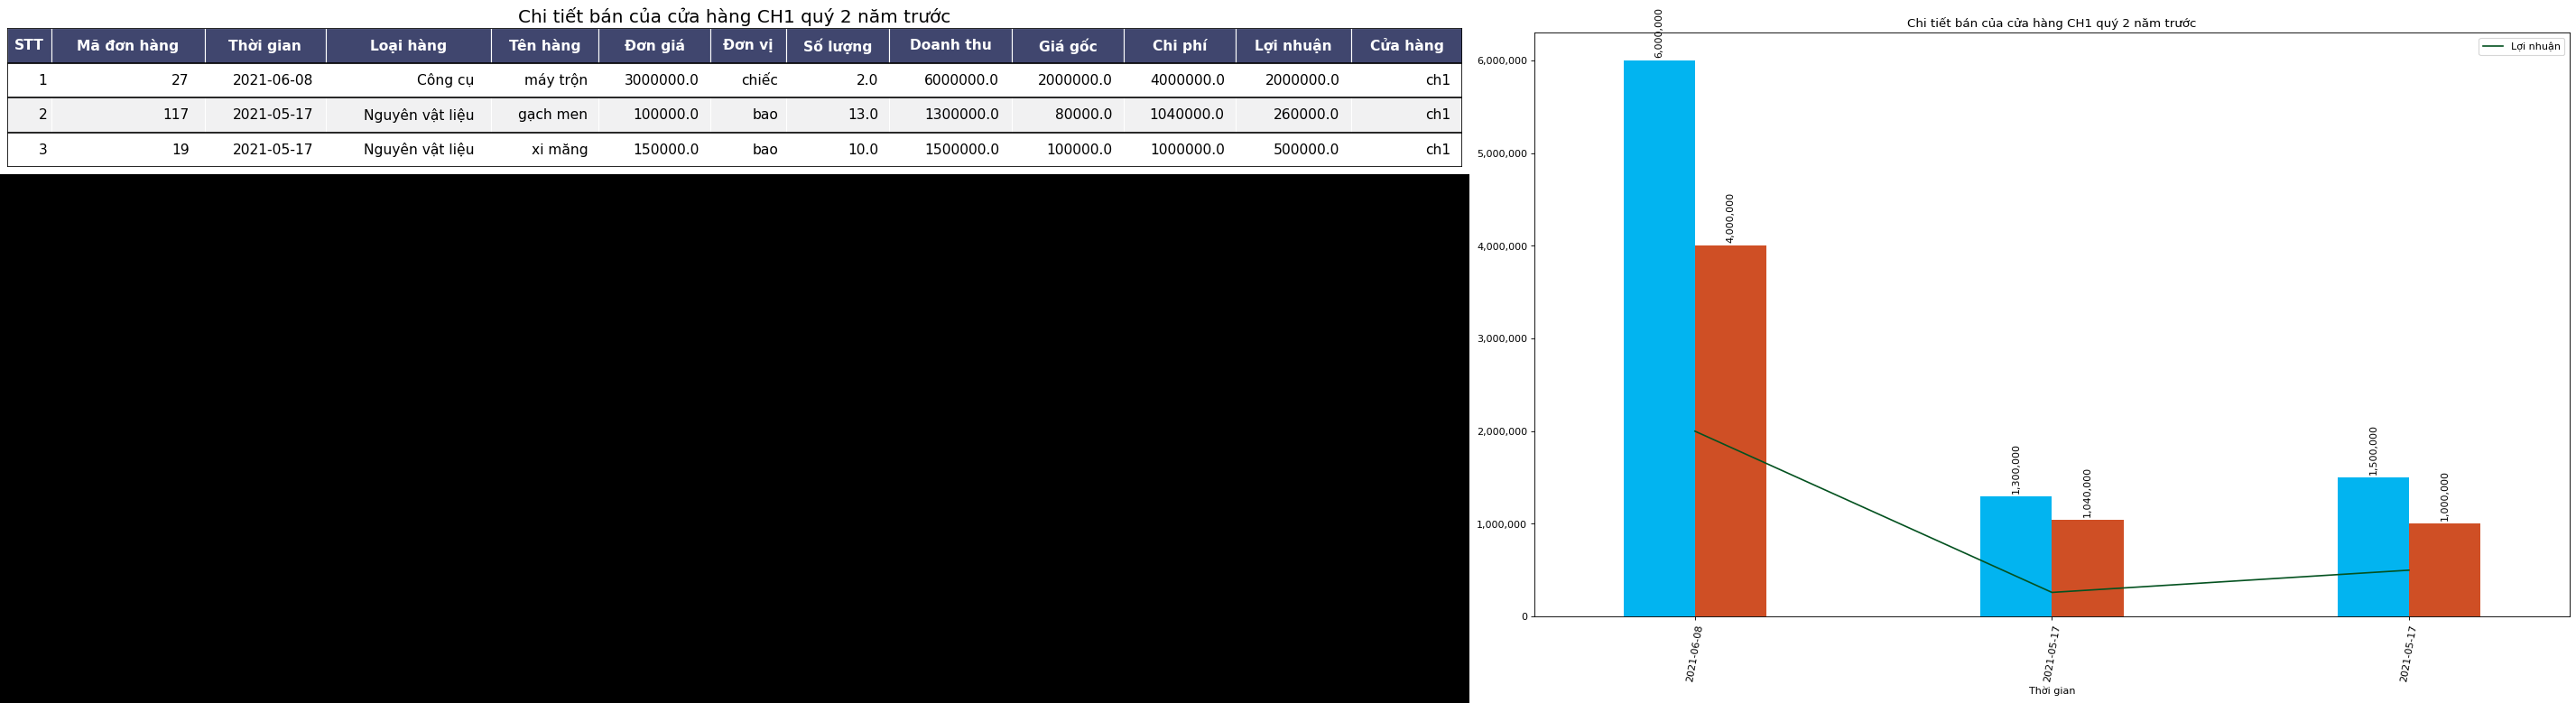 Chi tiết bán của cửa hàng CH1 quý 2 năm trước
STT Mã đơn hàng Thời gian Loại hàng Tên hàng Đơn giá Đơn vị Số lượng Doanh thu Giá gốc Chi phí Lợi nhuận Cửa hàng
1 27 2021-06-08 Công cụ máy trộn 3000000.0 chiếc 2.0 6000000.0 2000000.0 4000000.0 2000000.0 ch1
2 117 2021-05-17 Nguyên vật liệu gạch men 100000.0 bao 13.0 1300000.0 80000.0 1040000.0 260000.0 ch1
3 19 2021-05-17 Nguyên vật liệu xi măng 150000.0 bao 10.0 1500000.0 100000.0 1000000.0 500000.0 ch1
Chi tiết bán của cửa hàng CH1 quý 2 năm trước
Lợi nhuận
6,000,000
5,000,000
4,000,000
3,000,000
2,000,000
1,000,000
0
6,000,000
4,000,000
1,300,000
1,040,000
1,500,000
1,000,000
2021-06-08
2021-05-17
2021-05-17
Thời gian